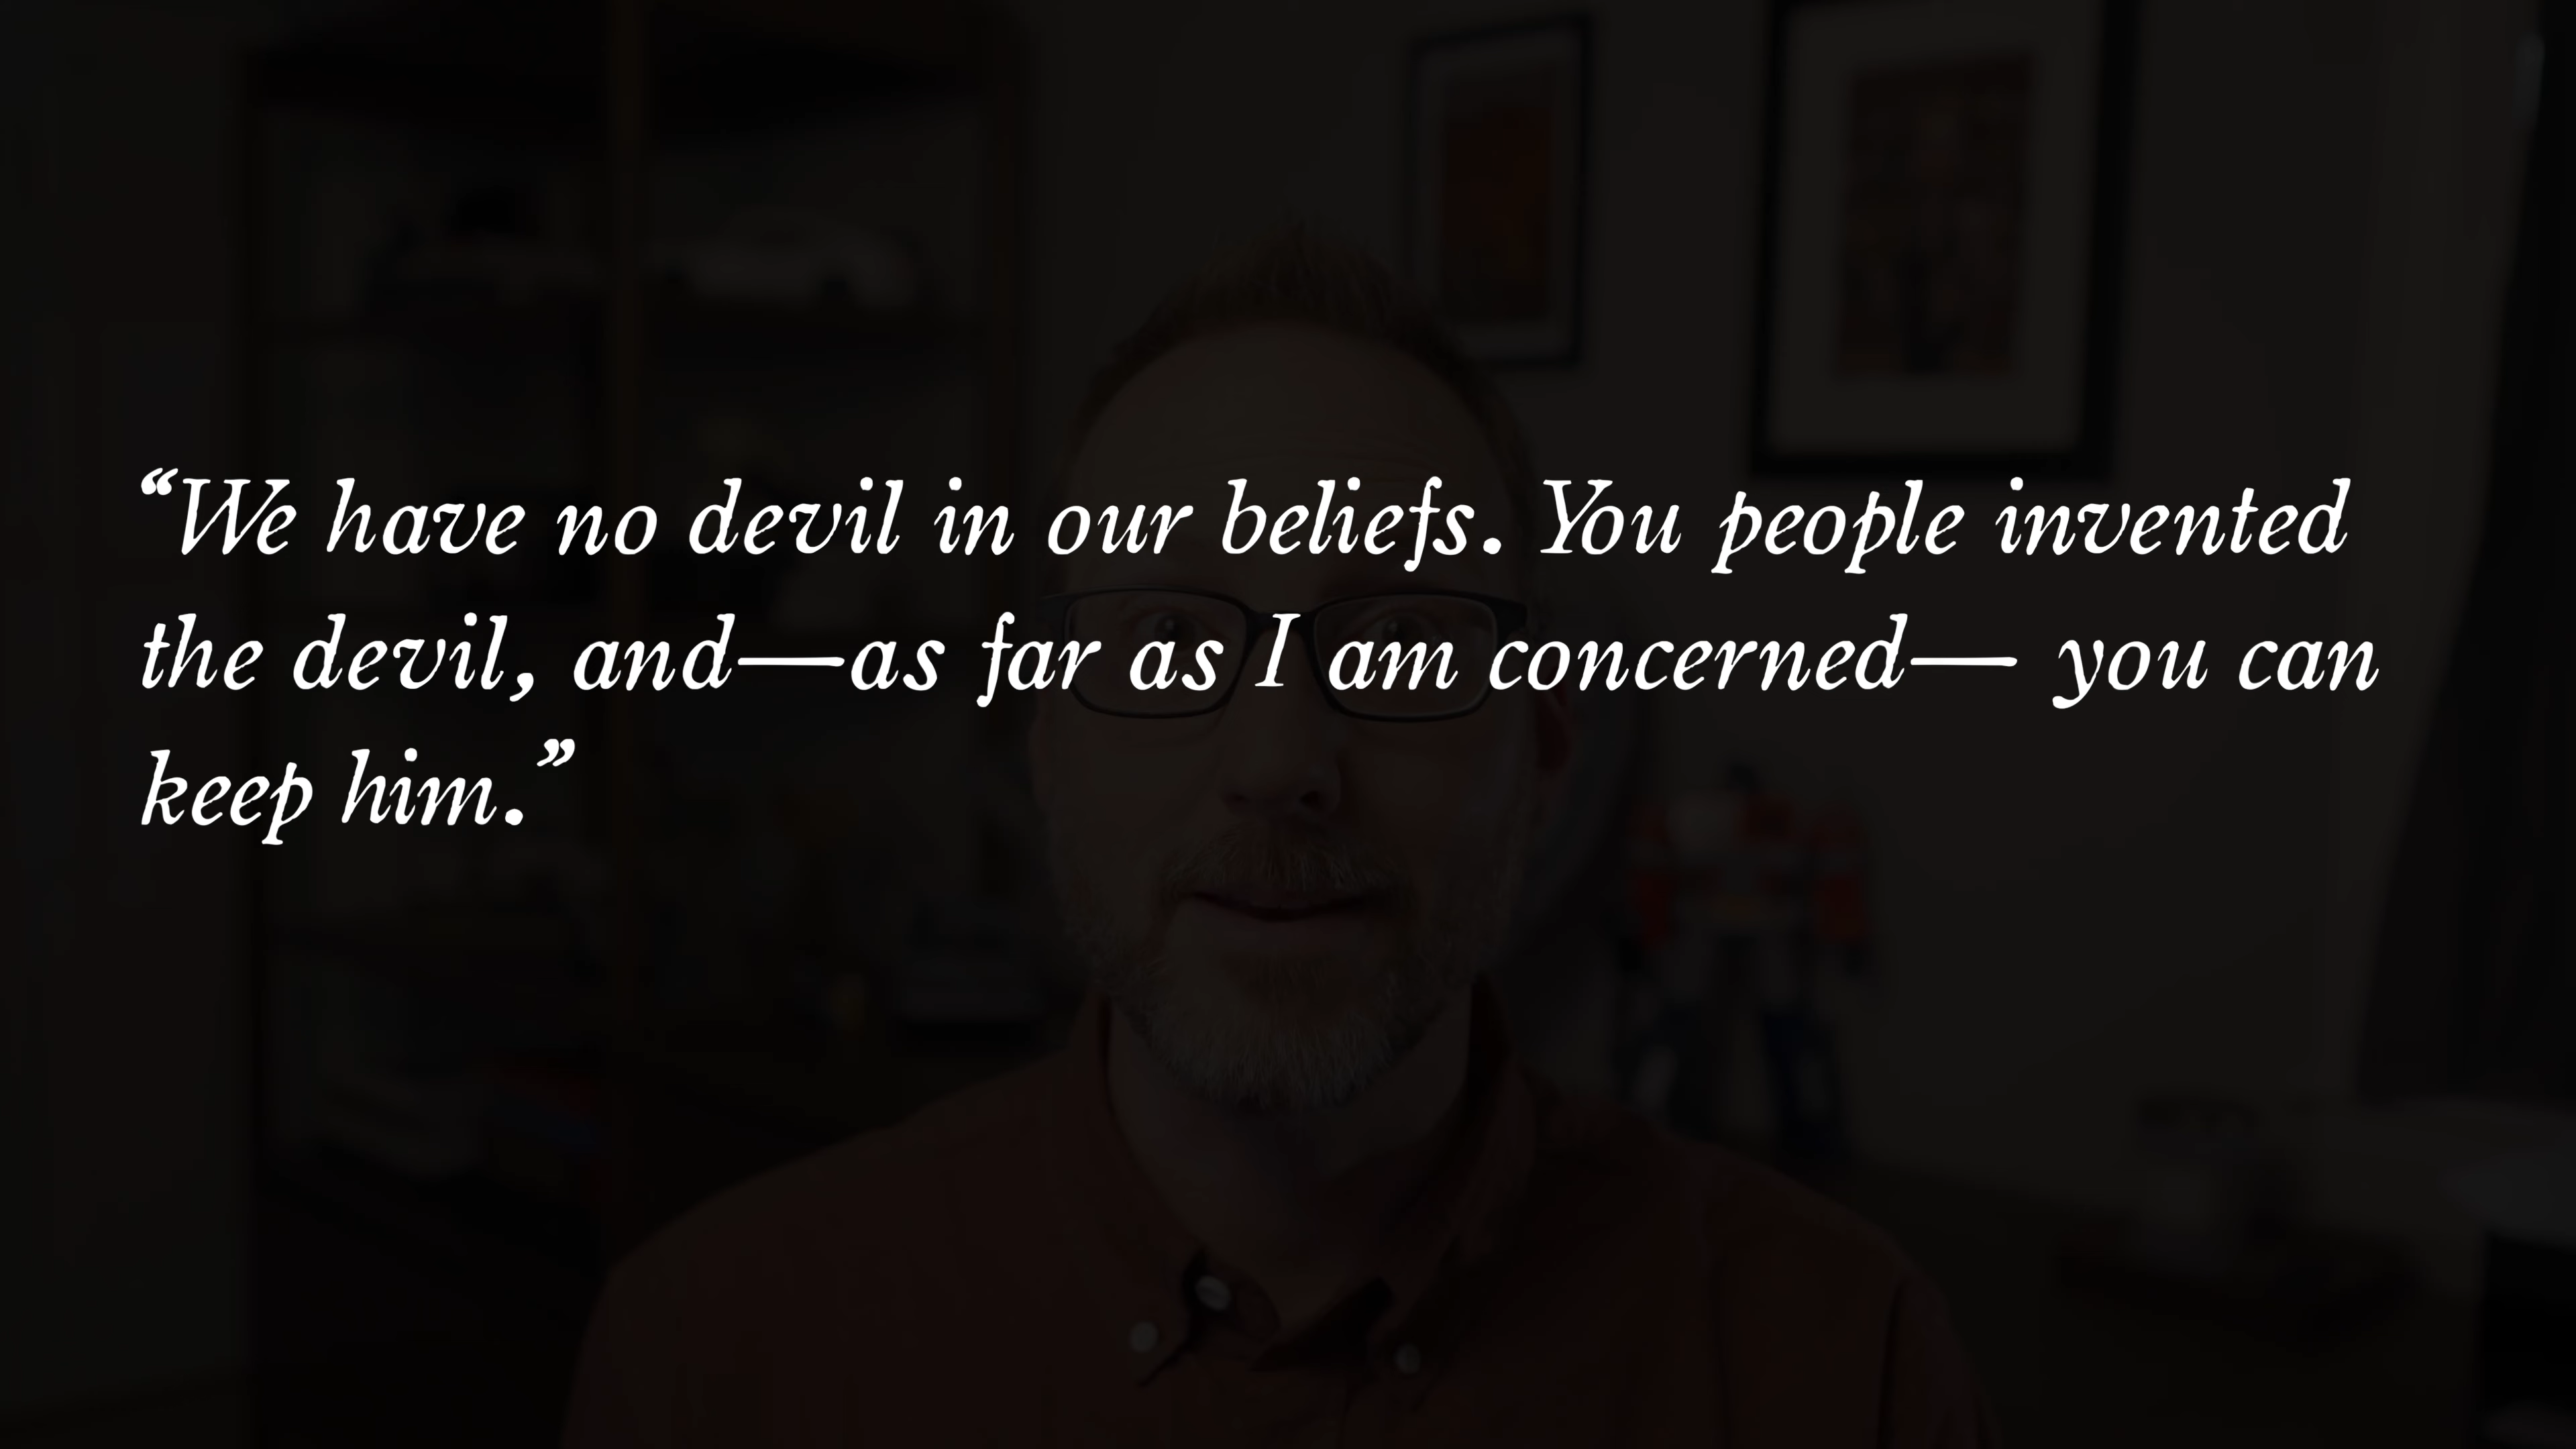 “We have no devil in our beliefs. You people invented
the devil, and—as far as I am concerned— you can
keep him.”